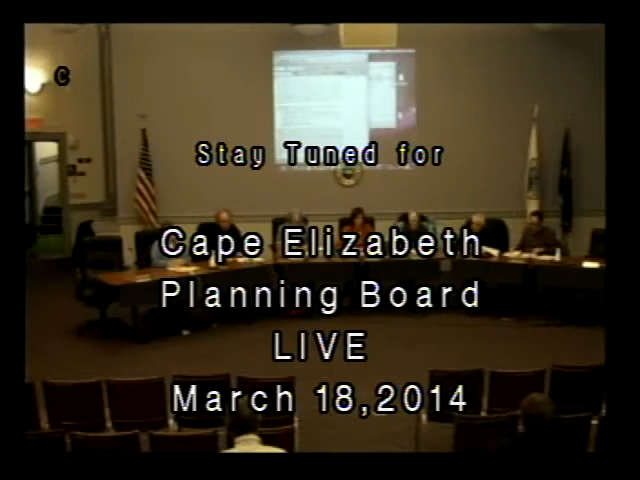 C
Stay Tuned for
Cape Elizabeth
Planning Board
LIVE
March 18,2014